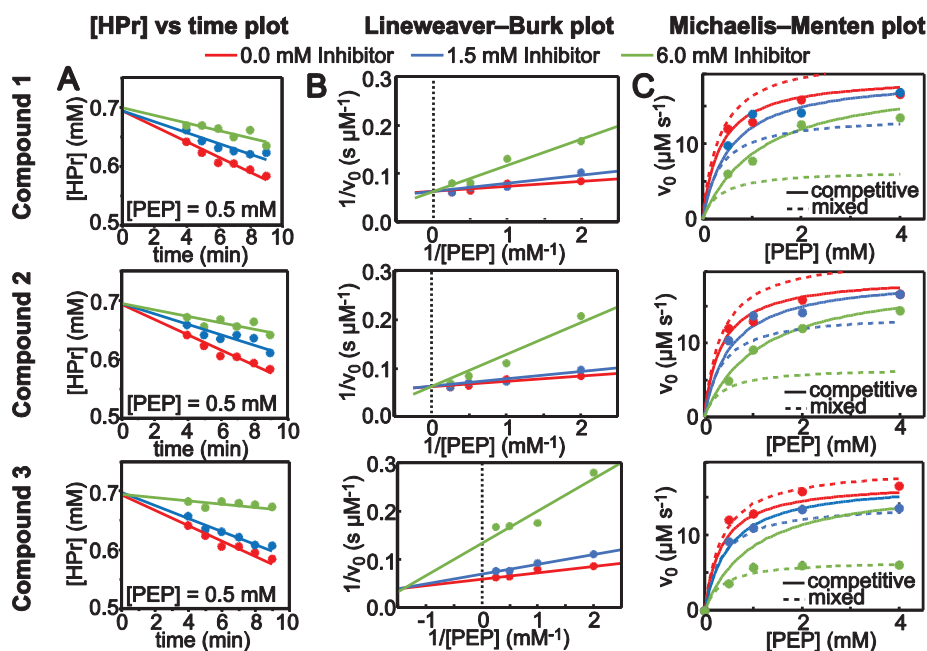 [HPr] vs time plot Lineweaver–Burk plot Michaelis–Menten plot
0.0 mM Inhibitor 1.5 mM Inhibitor 6.0 mM Inhibitor
A B C
Compound 1
[HPr] (mM)
0.7
0.6
0.5
[PEP] = 0.5 mM
0 2 4 6 8 10
time (min)
1/v0 (s µM-1)
0.3
0.2
0.1
0.0
0 1 2
1/[PEP] (mM-1)
v0 (µM s-1)
10
0
competitive
mixed
0 2 4
[PEP] (mM)
Compound 2
[HPr] (mM)
0.7
0.6
0.5
[PEP] = 0.5 mM
0 2 4 6 8 10
time (min)
1/v0 (s µM-1)
0.3
0.2
0.1
0.0
0 1 2
1/[PEP] (mM-1)
v0 (µM s-1)
10
0
competitive
mixed
0 2 4
[PEP] (mM)
Compound 3
[HPr] (mM)
0.7
0.6
0.5
[PEP] = 0.5 mM
0 2 4 6 8 10
time (min)
1/v0 (s µM-1)
0.3
0.2
0.1
0.0
-1 0 1 2
1/[PEP] (mM-1)
v0 (µM s-1)
10
0
competitive
mixed
0 2 4
[PEP] (mM)